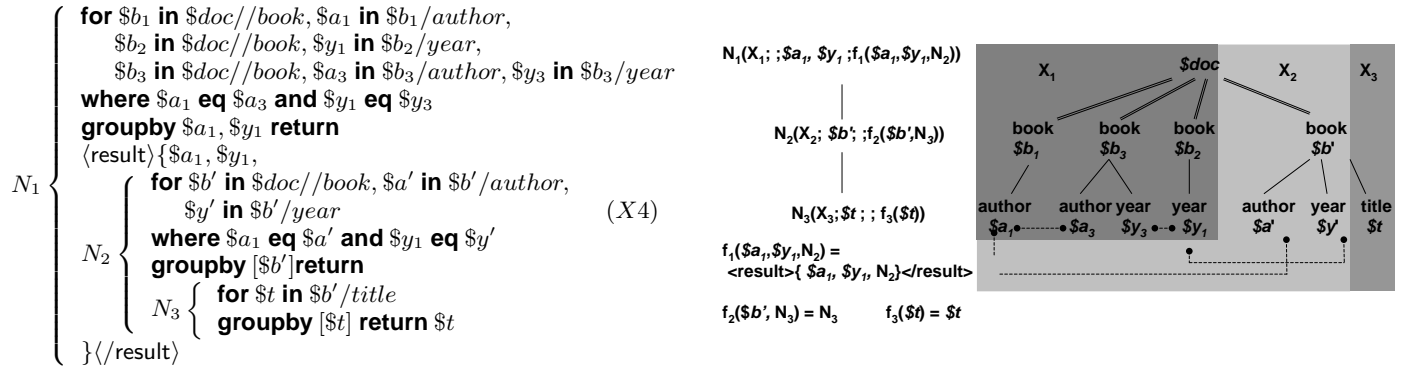 for $b₁ in $doc//book, $a₁ in $b₁/author,
$b₂ in $doc//book, $y₁ in $b₂/year,
$b₃ in $doc//book, $a₃ in $b₃/author, $y₃ in $b₃/year
where $a₁ eq $a₃ and $y₁ eq $y₃
groupby $a₁, $y₁ return
⟨result⟩{$a₁, $y₁,
N₁
for $b′ in $doc//book, $a′ in $b′/author,
$y′ in $b′/year
(X4)
where $a₁ eq $a′ and $y₁ eq $y′
N₂
groupby [$b′]return
N₃
for $t in $b′/title
groupby [$t] return $t
}⟨/result⟩
N₁(X₁; ;$a₁, $y₁ ;f₁($a₁,$y₁,N₂))
N₂(X₂; $b'; ;f₂($b',N₃))
N₃(X₃;$t ; ; f₃($t))
f₁($a₁,$y₁,N₂) =
<result>{ $a₁, $y₁, N₂}</result>
f₂($b', N₃) = N₃ f₃($t) = $t
X₁ $doc X₂ X₃
book book book book
$b₁ $b₃ $b₂ $b'
author author year year author year title
$a₁ $a₃ $y₃ $y₁ $a' $y' $t